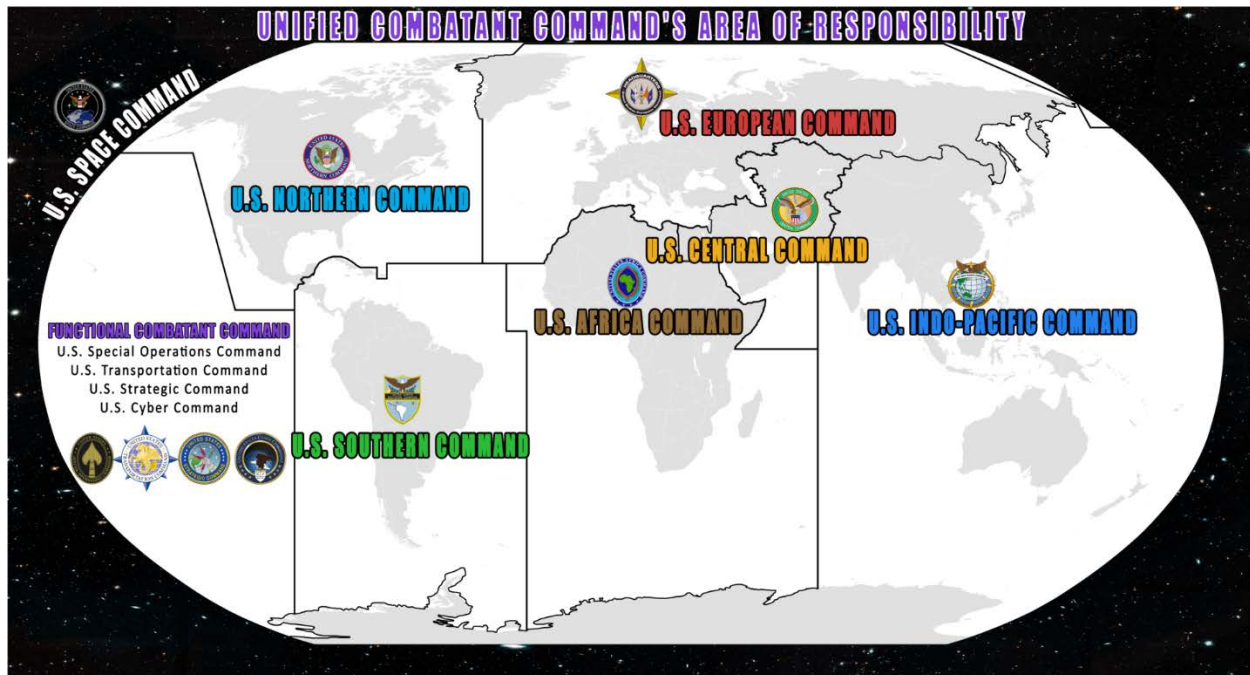 UNIFIED COMBATANT COMMAND'S AREA OF RESPONSIBILITY
U.S. SPACE COMMAND
U.S. EUROPEAN COMMAND
U.S. NORTHERN COMMAND
U.S. CENTRAL COMMAND
U.S. AFRICA COMMAND
U.S. INDO-PACIFIC COMMAND
FUNCTIONAL COMBATANT COMMAND
U.S. Special Operations Command
U.S. Transportation Command
U.S. Strategic Command
U.S. Cyber Command
U.S. SOUTHERN COMMAND